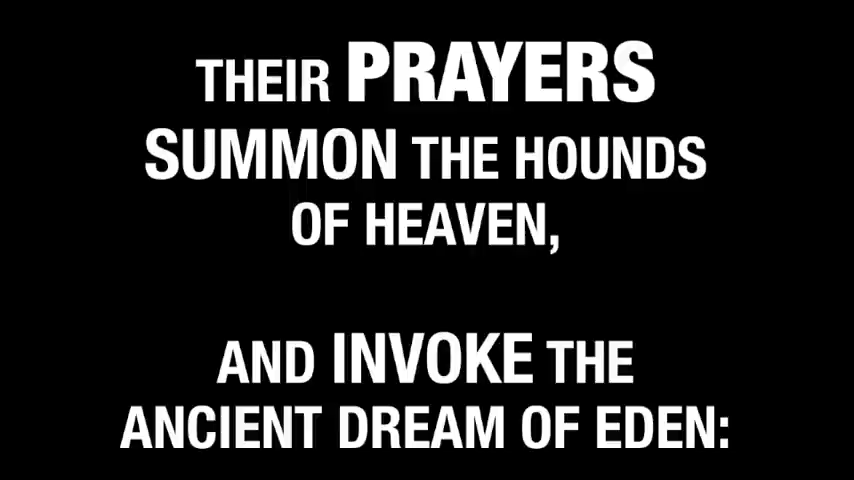 THEIR PRAYERS
SUMMON THE HOUNDS
OF HEAVEN,
AND INVOKE THE
ANCIENT DREAM OF EDEN: